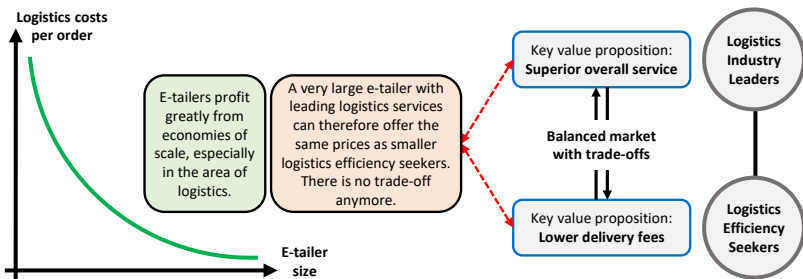 Logistics costs
per order
E-tailer
size
E-tailers profit
greatly from
economies of
scale, especially
in the area of
logistics.
A very large e-tailer with
leading logistics services
can therefore offer the
same prices as smaller
logistics efficiency seekers.
There is no trade-off
anymore.
Key value proposition:
Superior overall service
Balanced market
with trade-offs
Key value proposition:
Lower delivery fees
Logistics
Industry
Leaders
Logistics
Efficiency
Seekers